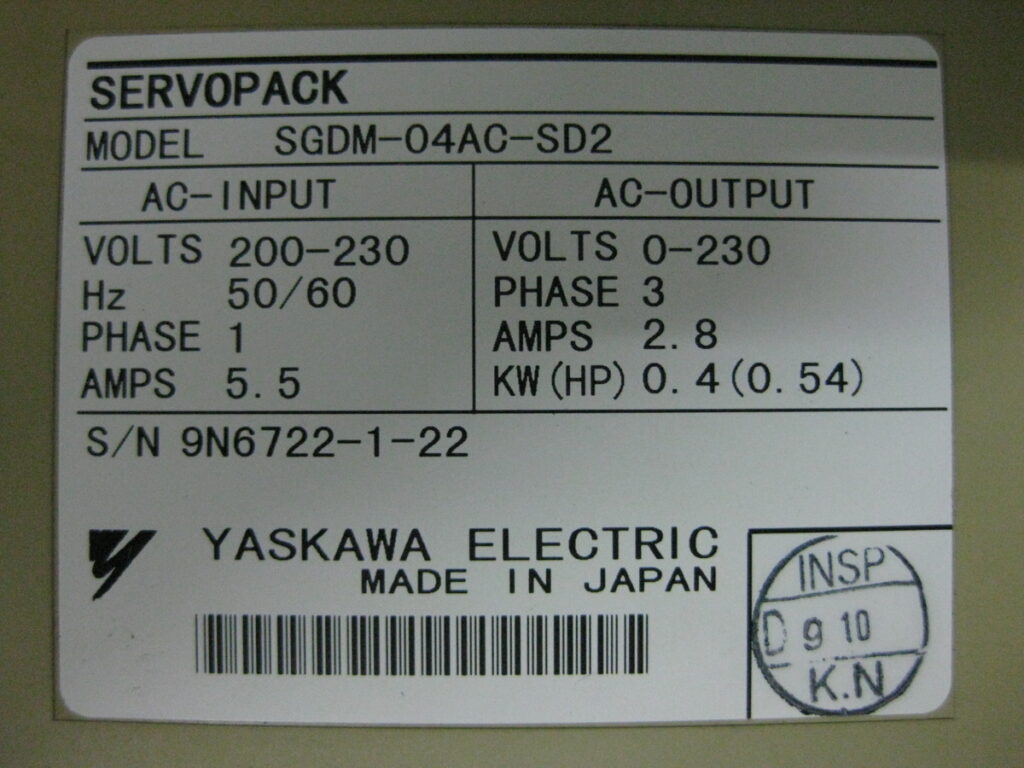 SERVOPACK
MODEL SGDM-04AC-SD2
AC-INPUT
VOLTS 200-230
Hz 50/60
PHASE 1
AMPS 5.5
AC-OUTPUT
VOLTS 0-230
PHASE 3
AMPS 2.8
KW(HP) 0.4(0.54)
S/N 9N6722-1-22
YASKAWA ELECTRIC
MADE IN JAPAN
INSP
D 9 10
K.N